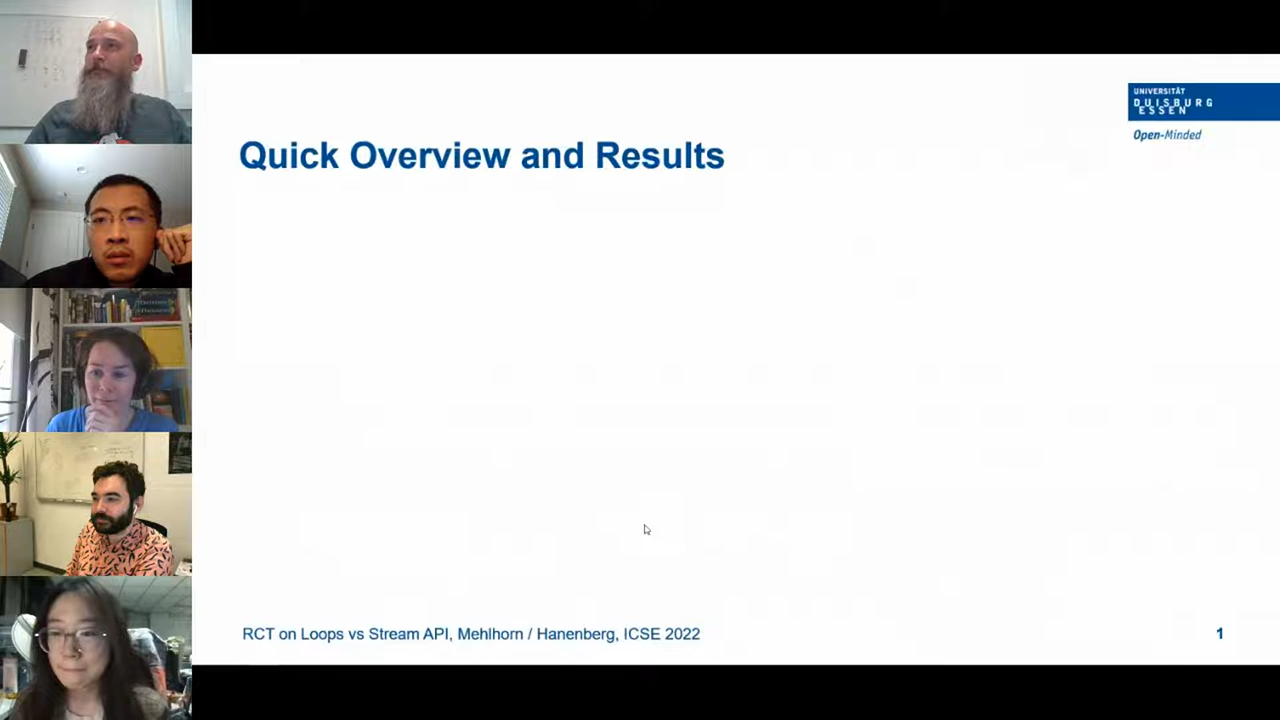 UNIVERSITÄT
DUISBURG
ESSEN
Open-Minded
Quick Overview and Results
RCT on Loops vs Stream API, Mehlhorn / Hanenberg, ICSE 2022
1